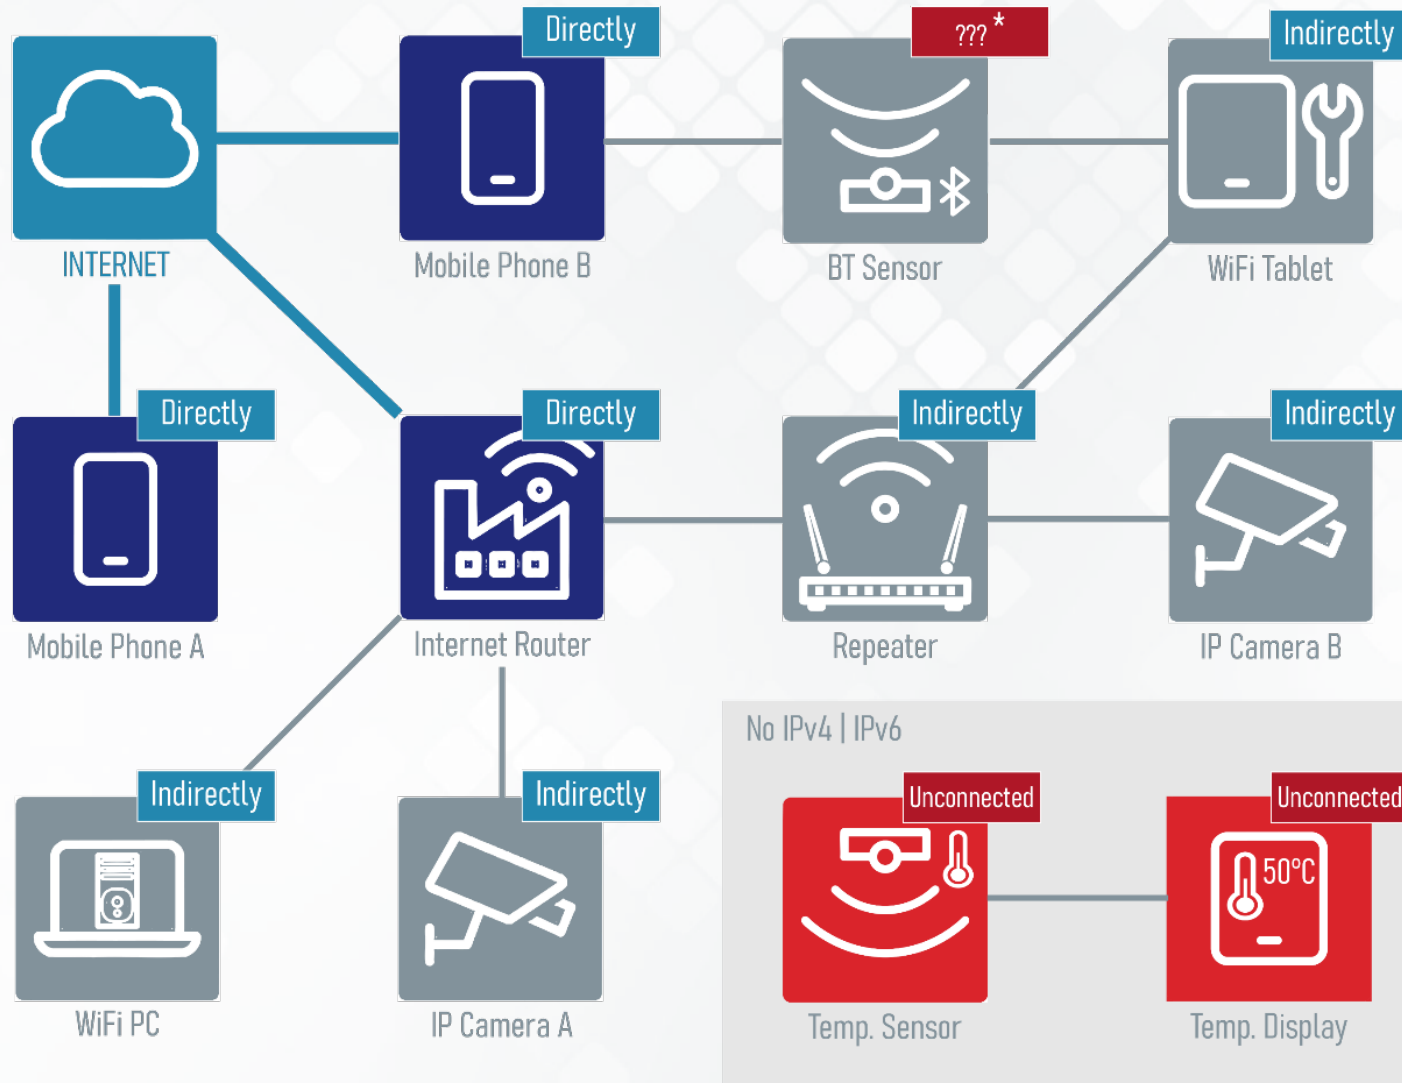 Directly
??? *
Indirectly
INTERNET
Mobile Phone B
BT Sensor
WiFi Tablet
Directly
Directly
Indirectly
Indirectly
Mobile Phone A
Internet Router
Repeater
IP Camera B
No IPv4 | IPv6
Indirectly
Indirectly
Unconnected
Unconnected
50°C
WiFi PC
IP Camera A
Temp. Sensor
Temp. Display